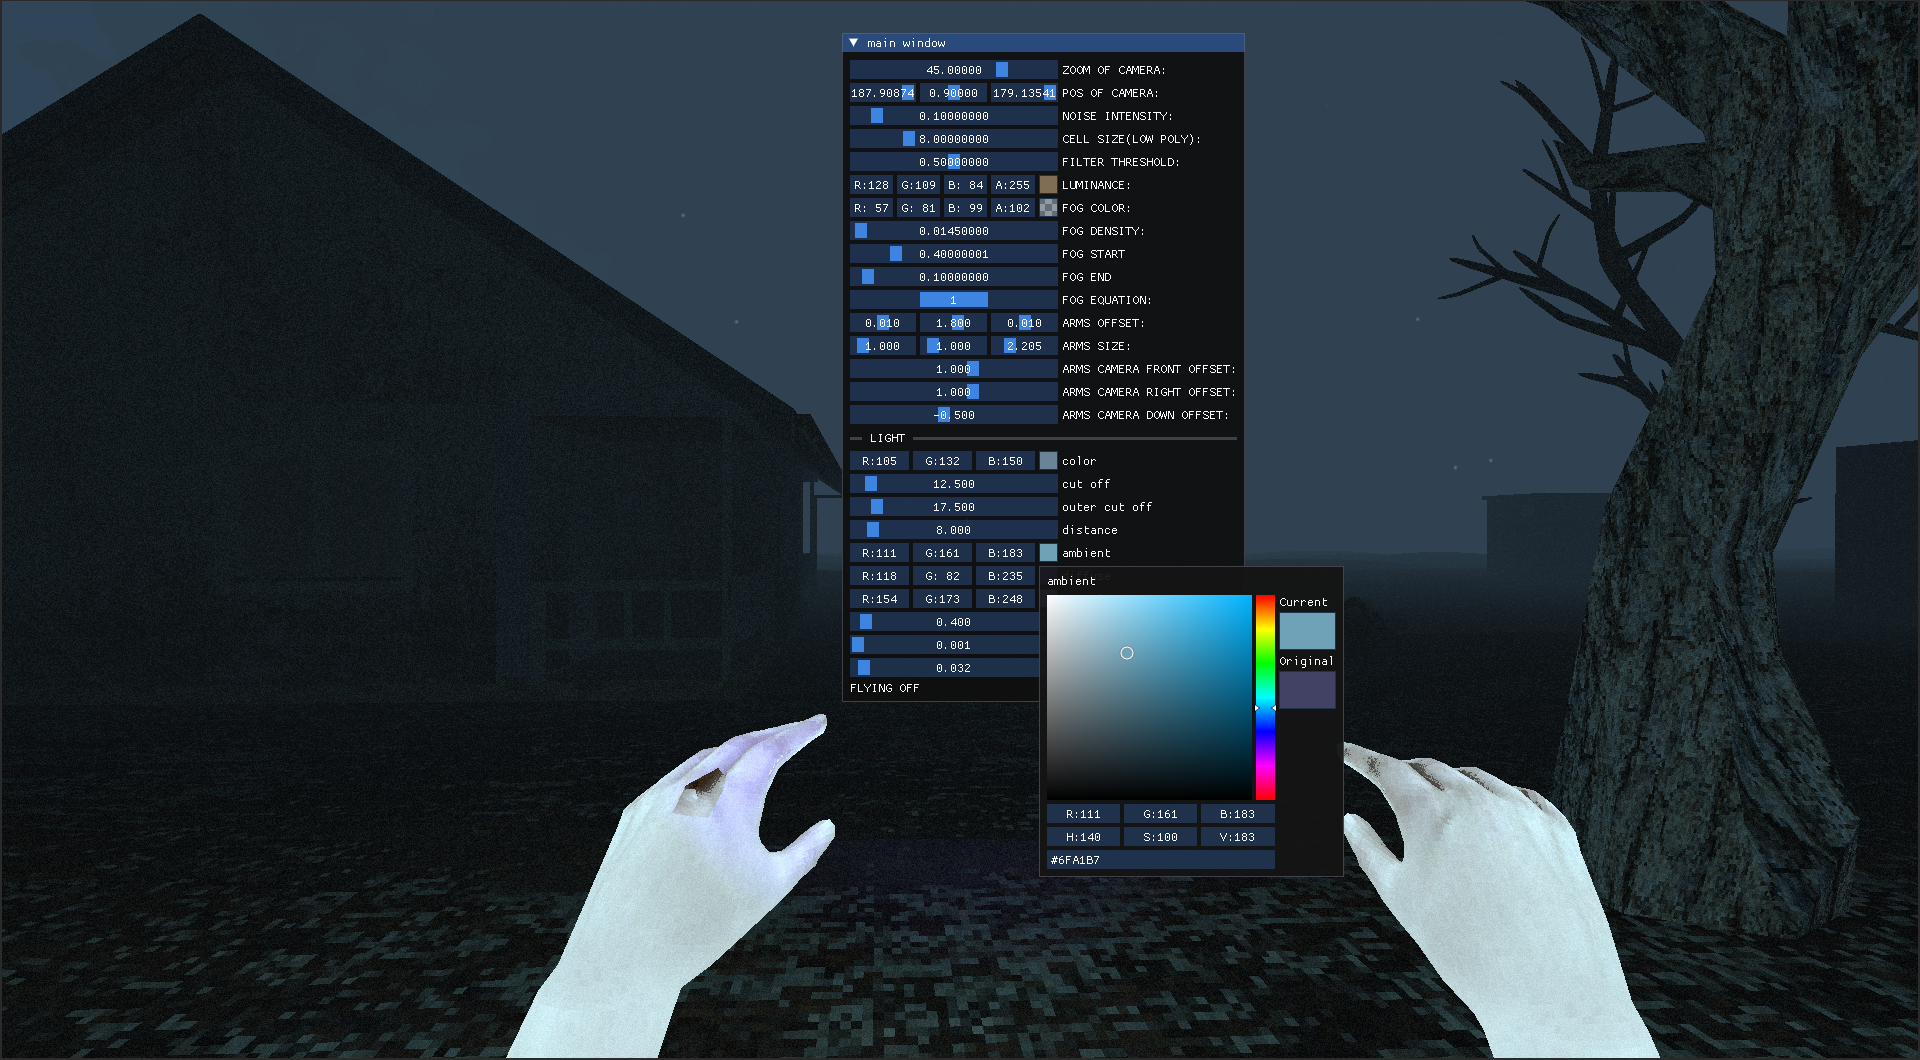 main window
45.00000 ZOOM OF CAMERA:
187.90874 0.90000 179.13541 POS OF CAMERA:
0.10000000 NOISE INTENSITY:
8.00000000 CELL SIZE(LOW POLY):
0.50000000 FILTER THRESHOLD:
R:128 G:109 B: 84 A:255 LUMINANCE:
R: 57 G: 81 B: 99 A:102 FOG COLOR:
0.01450000 FOG DENSITY:
0.40000001 FOG START
0.10000000 FOG END
1 FOG EQUATION:
0.010 1.800 0.010 ARMS OFFSET:
1.000 1.000 2.205 ARMS SIZE:
1.000 ARMS CAMERA FRONT OFFSET:
1.000 ARMS CAMERA RIGHT OFFSET:
-0.500 ARMS CAMERA DOWN OFFSET:
LIGHT
R:105 G:132 B:150 color
12.500 cut off
17.500 outer cut off
8.000 distance
R:111 G:161 B:183 ambient
R:118 G: 82 B:235
R:154 G:173 B:248
0.400
0.001
0.032
FLYING OFF
ambient
Current
Original
R:111 G:161 B:183
H:140 S:100 V:183
#6FA1B7